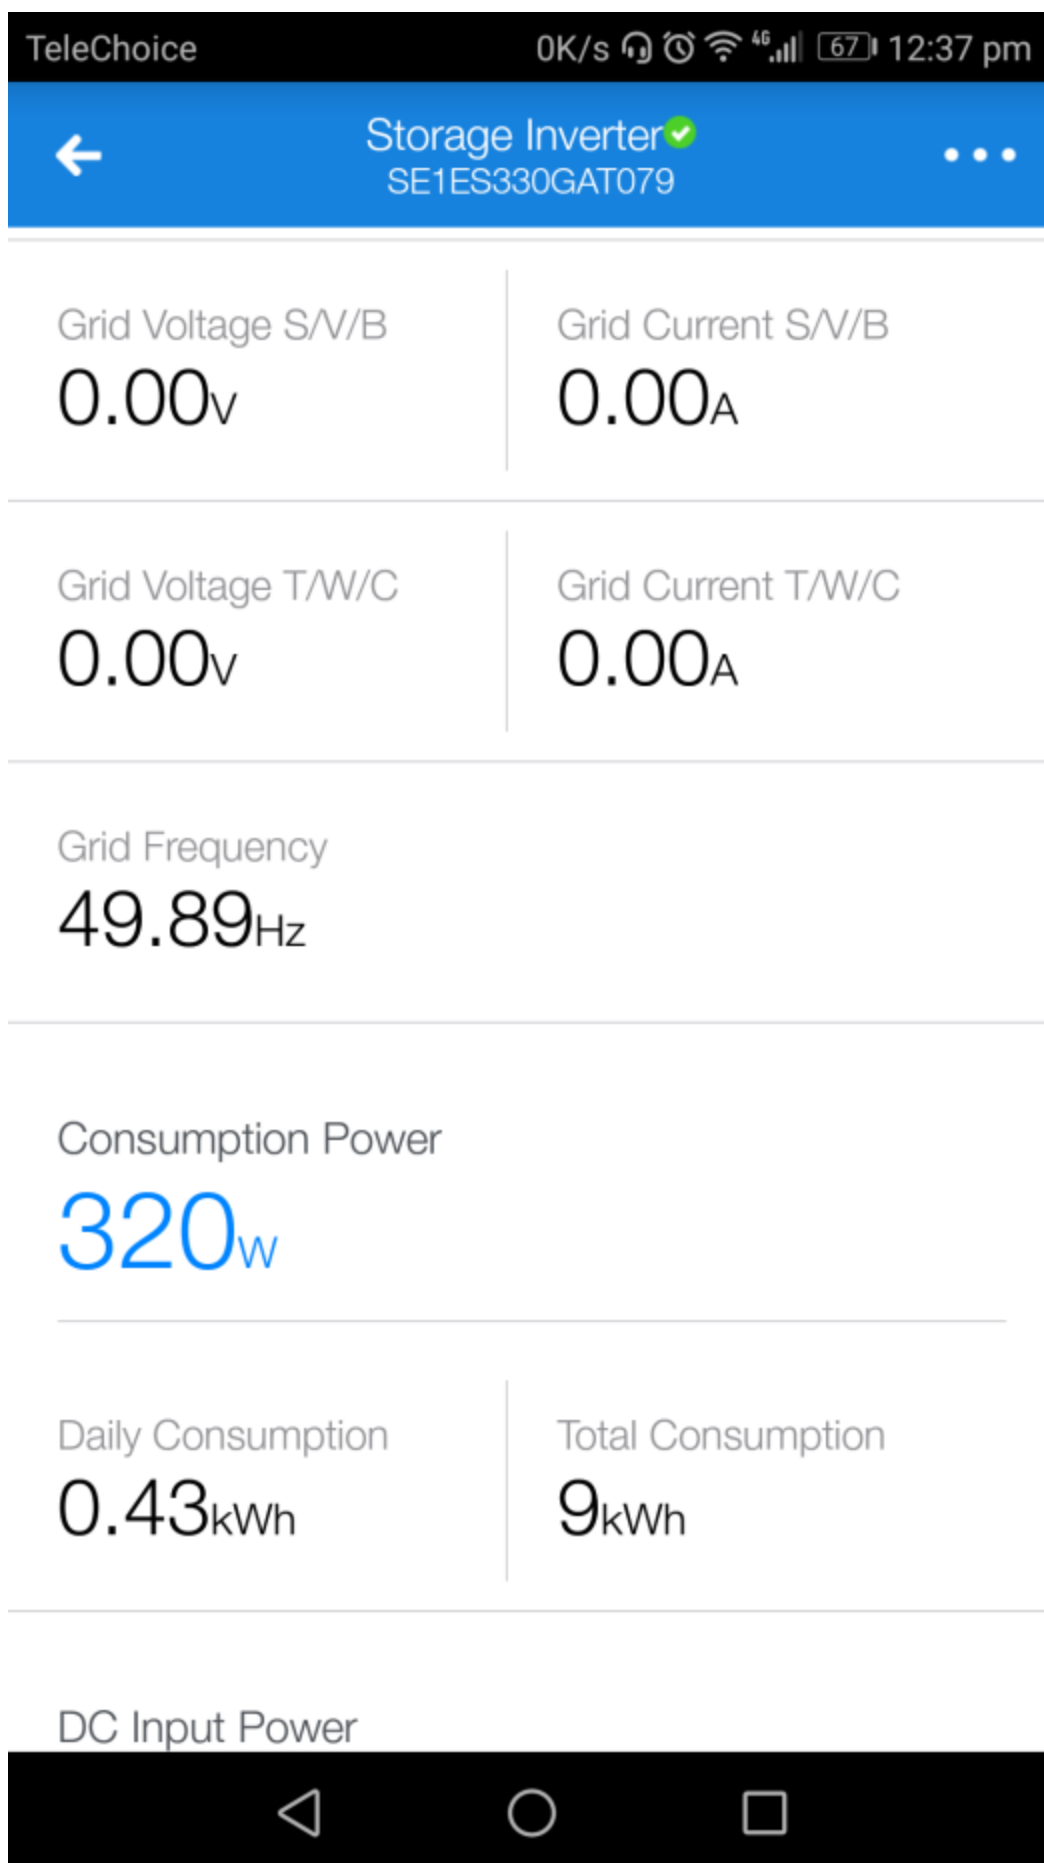 TeleChoice 0K/s 4G 67 12:37 pm
Storage Inverter
SE1ES330GAT079
Grid Voltage S/V/B Grid Current S/V/B
0.00V 0.00A
Grid Voltage T/W/C Grid Current T/W/C
0.00V 0.00A
Grid Frequency
49.89Hz
Consumption Power
320W
Daily Consumption Total Consumption
0.43kWh 9kWh
DC Input Power